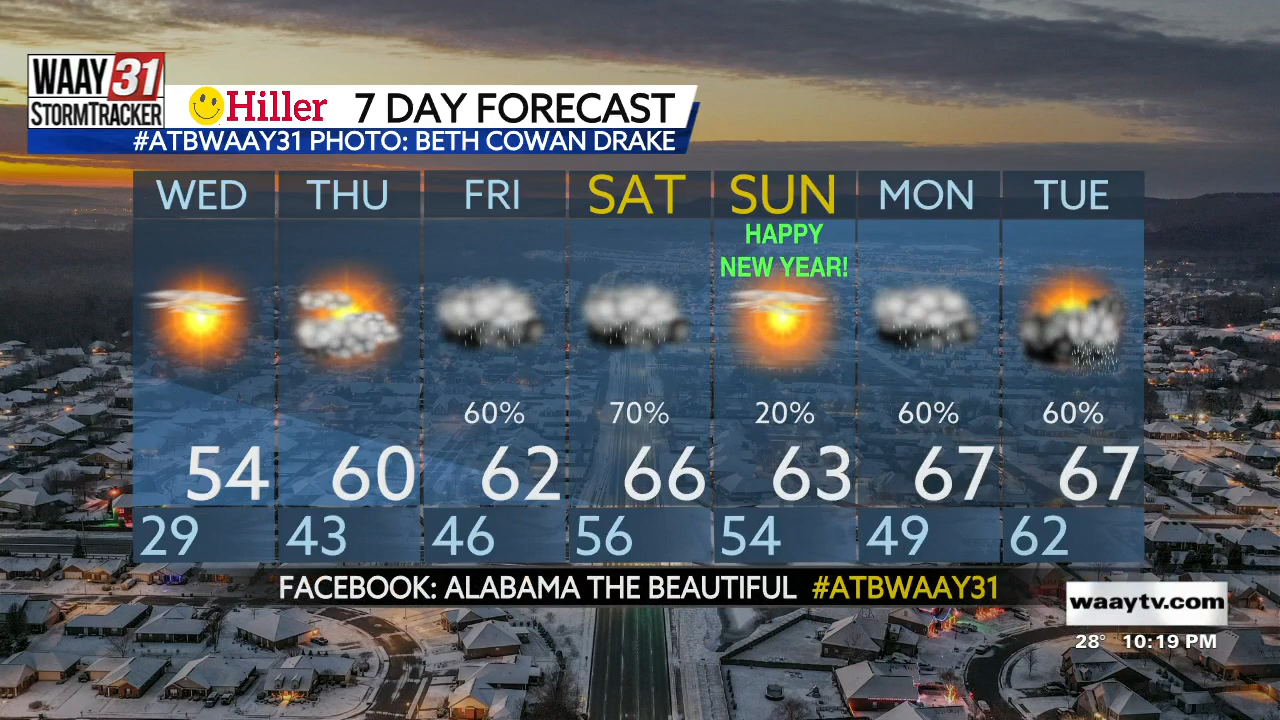 WAAY 31
STORMTRACKER
Hiller 7 DAY FORECAST
#ATBWAAY31 PHOTO: BETH COWAN DRAKE
WED THU FRI SAT SUN MON TUE
HAPPY
NEW YEAR!
60% 70% 20% 60% 60%
54 60 62 66 63 67 67
29 43 46 56 54 49 62
FACEBOOK: ALABAMA THE BEAUTIFUL #ATBWAAY31
waaytv.com
28° 10:19 PM